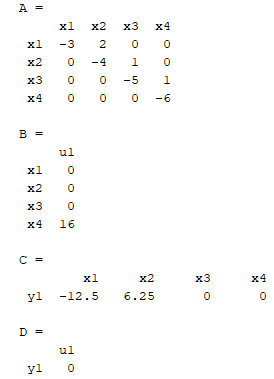 A =
x1 x2 x3 x4
x1 -3 2 0 0
x2 0 -4 1 0
x3 0 0 -5 1
x4 0 0 0 -6
B =
u1
x1 0
x2 0
x3 0
x4 16
C =
x1 x2 x3 x4
y1 -12.5 6.25 0 0
D =
u1
y1 0